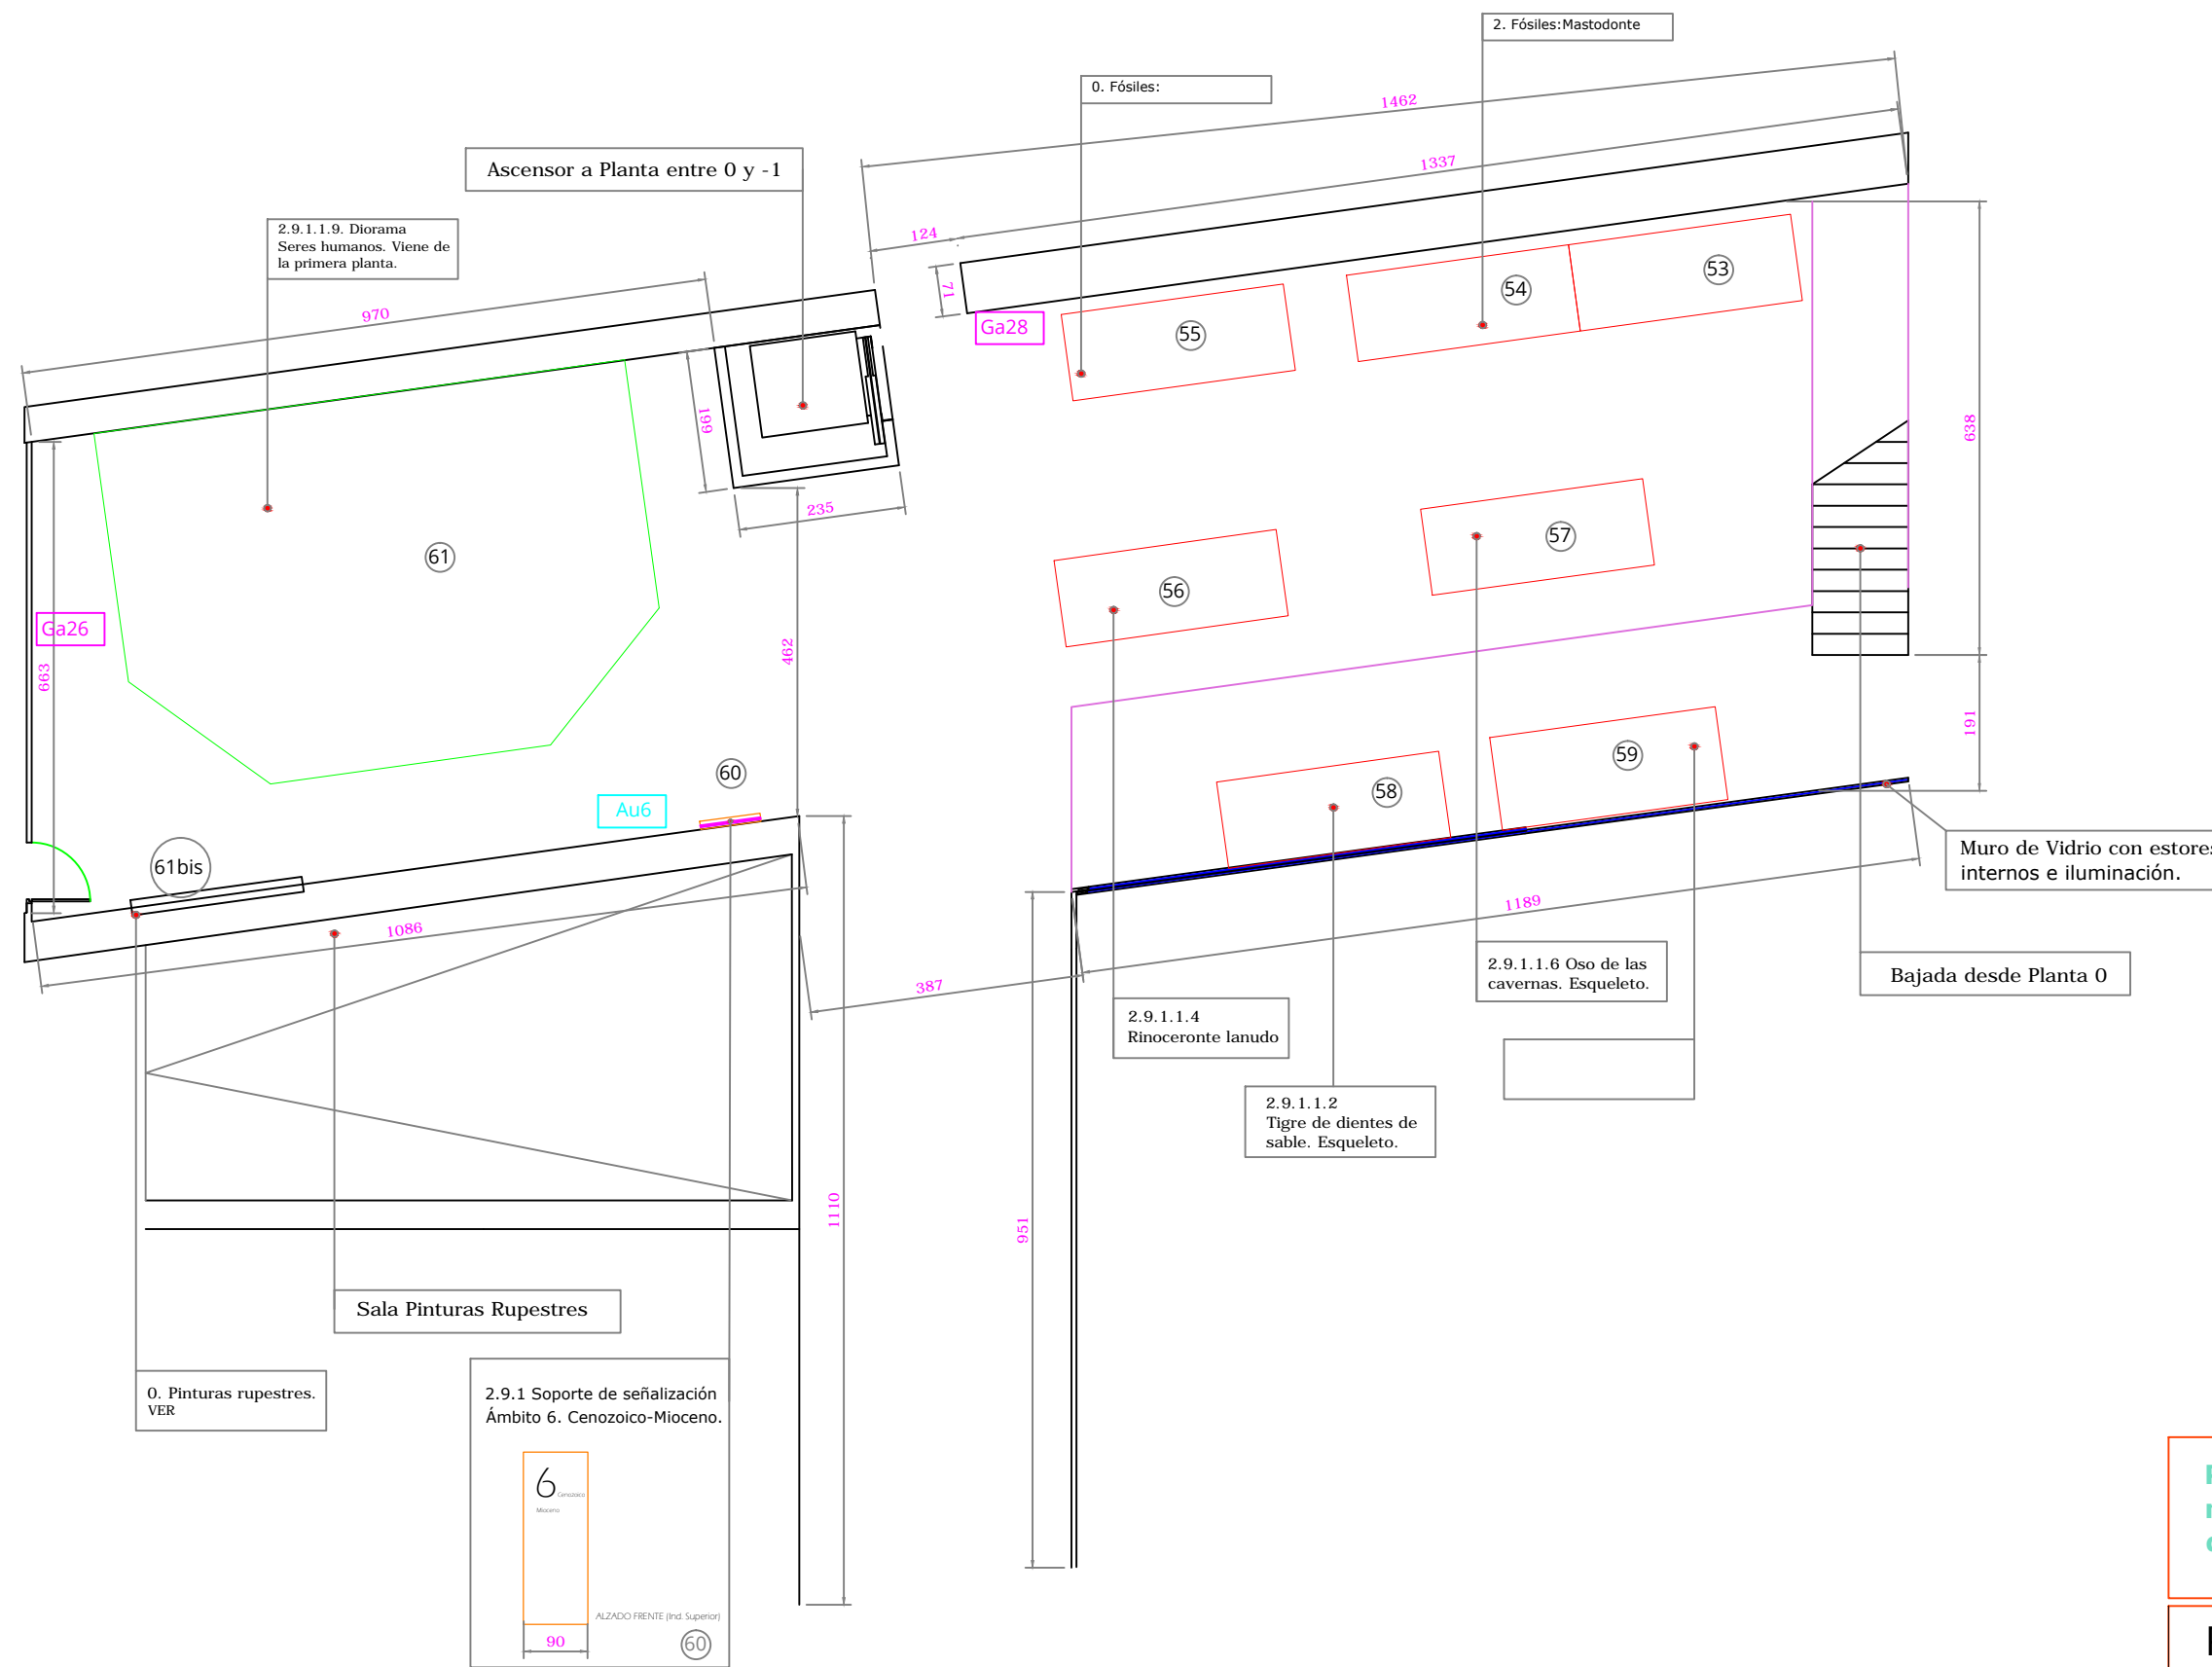 2. Fósiles:Mastodonte
0. Fósiles:
1462
1337
Ascensor a Planta entre 0 y -1
124
2.9.1.1.9. Diorama
Seres humanos. Viene de
la primera planta.
71
Ga28
970
53
54
55
199
235
638
61
57
56
Ga26
663
462
191
60
Au6
58
59
61bis
Muro de Vidrio con estores
internos e iluminación.
1086
1189
387
2.9.1.1.6 Oso de las
cavernas. Esqueleto.
Bajada desde Planta 0
2.9.1.1.4
Rinoceronte lanudo
2.9.1.1.2
Tigre de dientes de
sable. Esqueleto.
1110
951
Sala Pinturas Rupestres
0. Pinturas rupestres.
VER
2.9.1 Soporte de señalización
Ámbito 6. Cenozoico-Mioceno.
6 Cenozoico
Mioceno
ALZADO FRENTE (Ind. Superior)
90
60